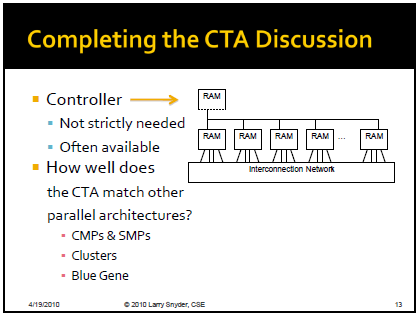 Completing the CTA Discussion
Controller
Not strictly needed
Often available
How well does
the CTA match other
parallel architectures?
CMPs & SMPs
Clusters
Blue Gene
RAM
RAM RAM RAM RAM ... RAM
Interconnection Network
4/19/2010 © 2010 Larry Snyder, CSE 13